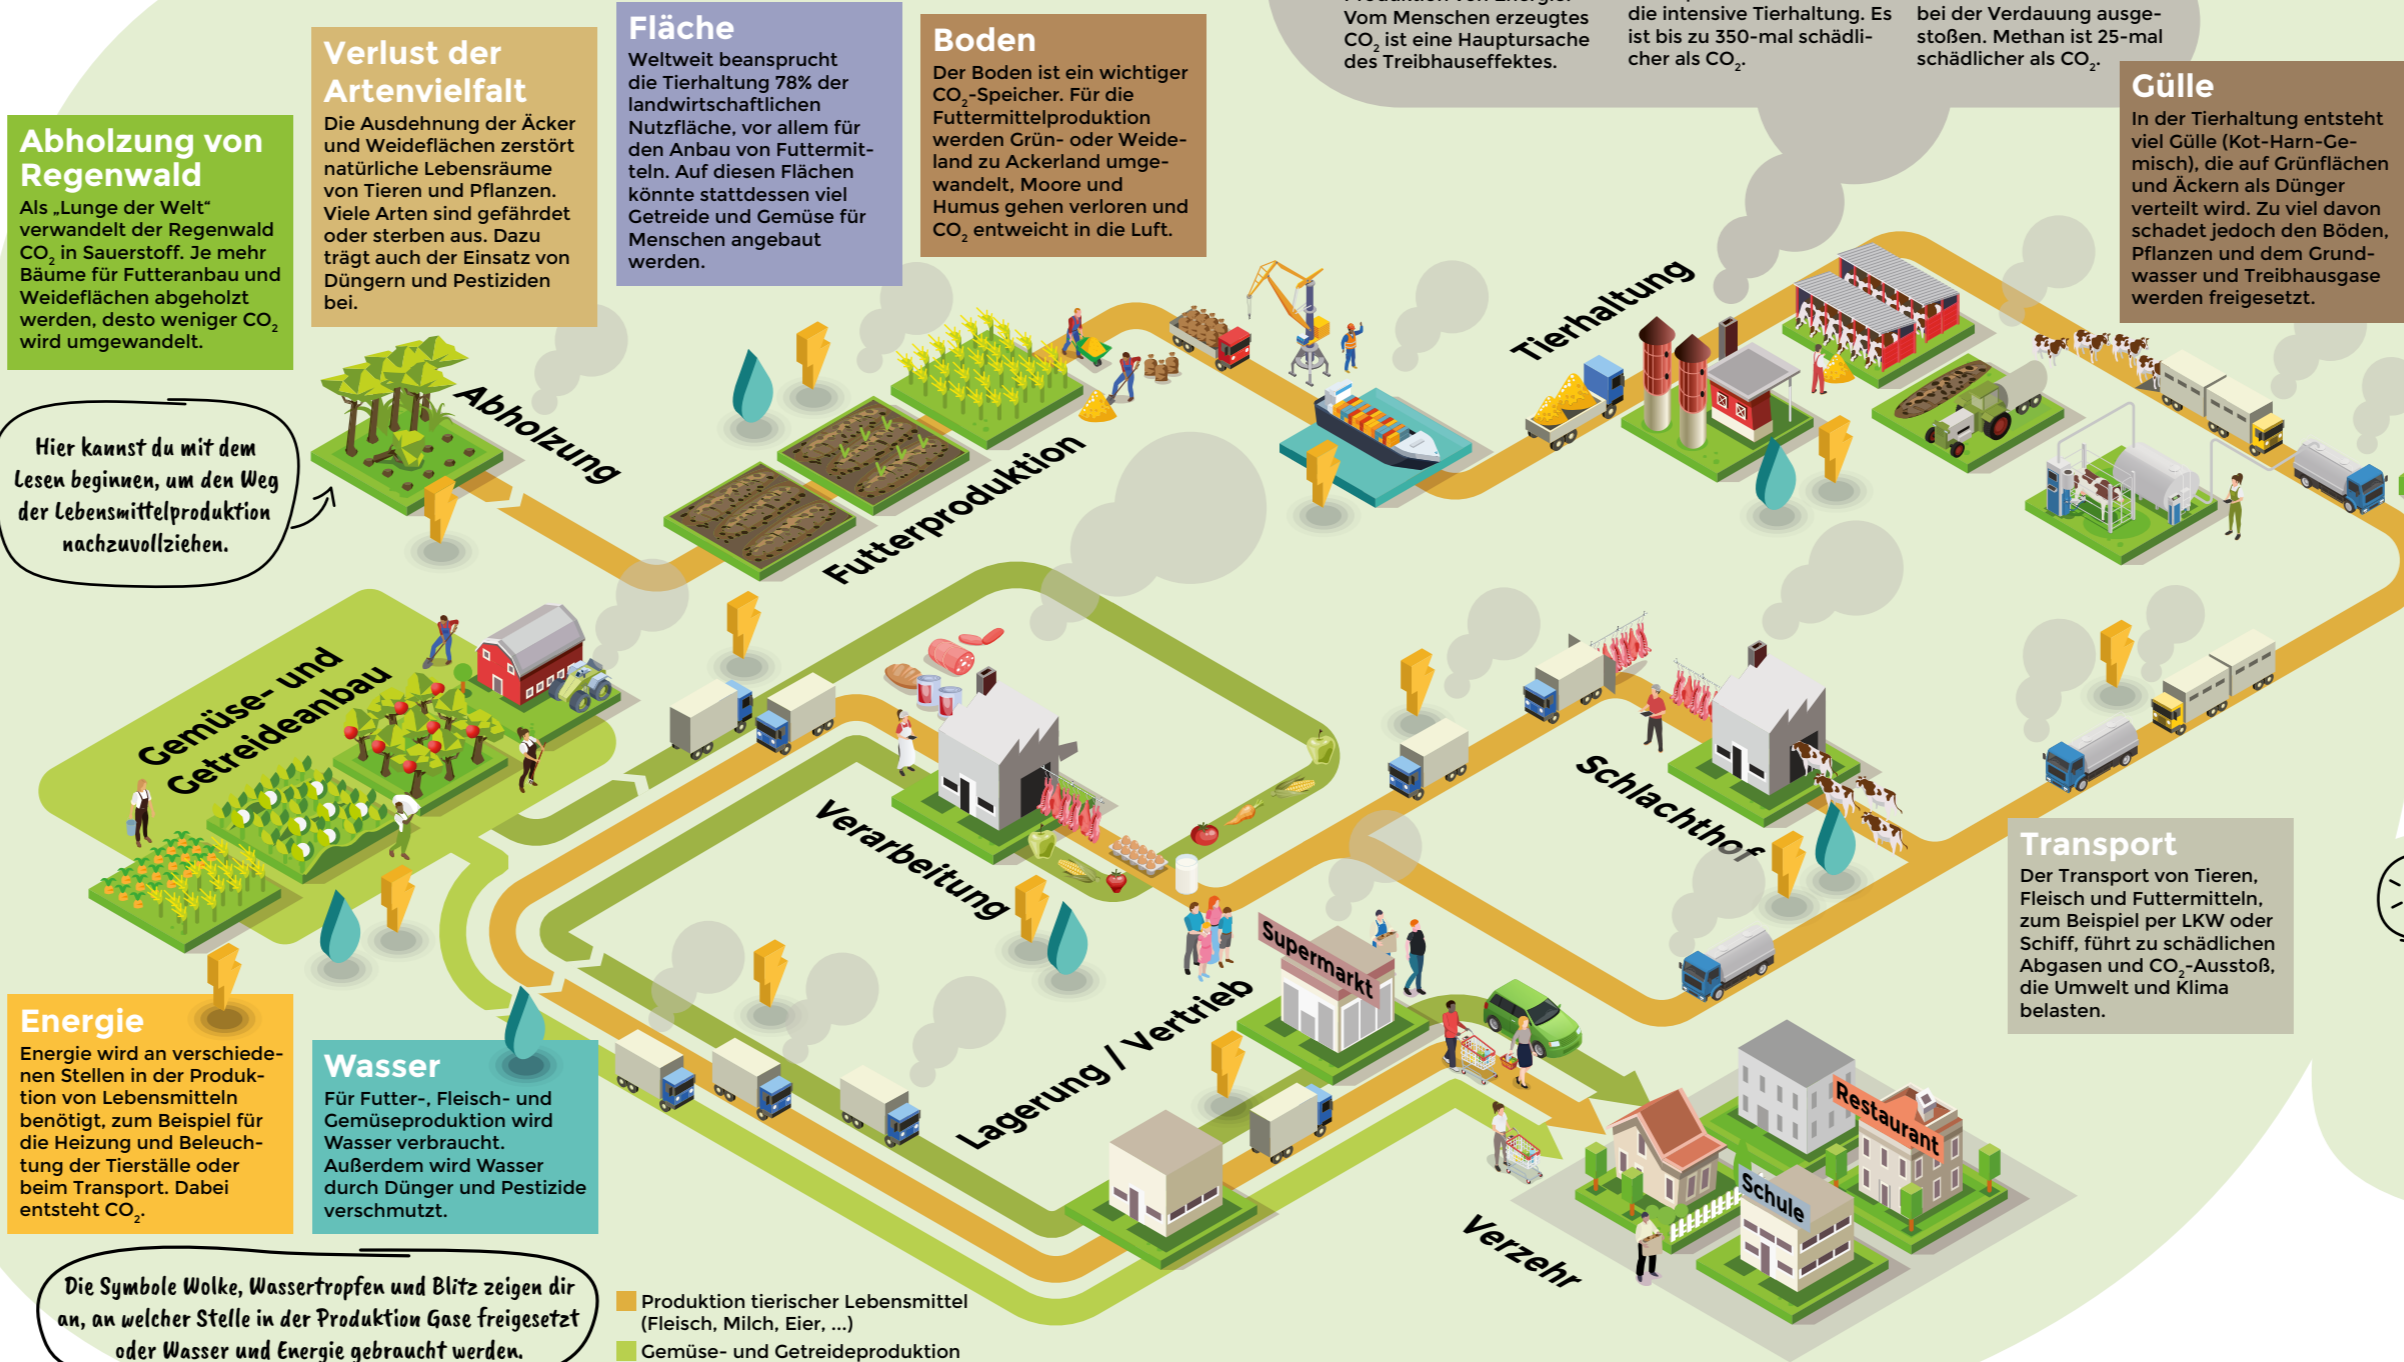 Vom Menschen erzeugtes
CO₂ ist eine Hauptursache
des Treibhauseffektes.
die intensive Tierhaltung. Es
ist bis zu 350-mal schädli-
cher als CO₂.
bei der Verdauung ausge-
stoßen. Methan ist 25-mal
schädlicher als CO₂.
Abholzung von
Regenwald
Als „Lunge der Welt“
verwandelt der Regenwald
CO₂ in Sauerstoff. Je mehr
Bäume für Futteranbau und
Weideflächen abgeholzt
werden, desto weniger CO₂
wird umgewandelt.
Verlust der
Artenvielfalt
Die Ausdehnung der Äcker
und Weideflächen zerstört
natürliche Lebensräume
von Tieren und Pflanzen.
Viele Arten sind gefährdet
oder sterben aus. Dazu
trägt auch der Einsatz von
Düngern und Pestiziden
bei.
Fläche
Weltweit beansprucht
die Tierhaltung 78% der
landwirtschaftlichen
Nutzfläche, vor allem für
den Anbau von Futtermit-
teln. Auf diesen Flächen
könnte stattdessen viel
Getreide und Gemüse für
Menschen angebaut
werden.
Boden
Der Boden ist ein wichtiger
CO₂-Speicher. Für die
Futtermittelproduktion
werden Grün- oder Weide-
land zu Ackerland umge-
wandelt, Moore und
Humus gehen verloren und
CO₂ entweicht in die Luft.
Gülle
In der Tierhaltung entsteht
viel Gülle (Kot-Harn-Ge-
misch), die auf Grünflächen
und Äckern als Dünger
verteilt wird. Zu viel davon
schadet jedoch den Böden,
Pflanzen und dem Grund-
wasser und Treibhausgase
werden freigesetzt.
Hier kannst du mit dem
Lesen beginnen, um den Weg
der Lebensmittelproduktion
nachzuvollziehen.
Abholzung
Futterproduktion
Tierhaltung
Gemüse- und
Getreideanbau
Verarbeitung
Schlachthof
Transport
Der Transport von Tieren,
Fleisch und Futtermitteln,
zum Beispiel per LKW oder
Schiff, führt zu schädlichen
Abgasen und CO₂-Ausstoß,
die Umwelt und Klima
belasten.
Supermarkt
Lagerung / Vertrieb
Restaurant
Schule
Verzehr
Energie
Energie wird an verschiede-
nen Stellen in der Produk-
tion von Lebensmitteln
benötigt, zum Beispiel für
die Heizung und Beleuch-
tung der Tierställe oder
beim Transport. Dabei
entsteht CO₂.
Wasser
Für Futter-, Fleisch- und
Gemüseproduktion wird
Wasser verbraucht.
Außerdem wird Wasser
durch Dünger und Pestizide
verschmutzt.
Die Symbole Wolke, Wassertropfen und Blitz zeigen dir
an, an welcher Stelle in der Produktion Gase freigesetzt
oder Wasser und Energie gebraucht werden.
Produktion tierischer Lebensmittel
(Fleisch, Milch, Eier, ...)
Gemüse- und Getreideproduktion